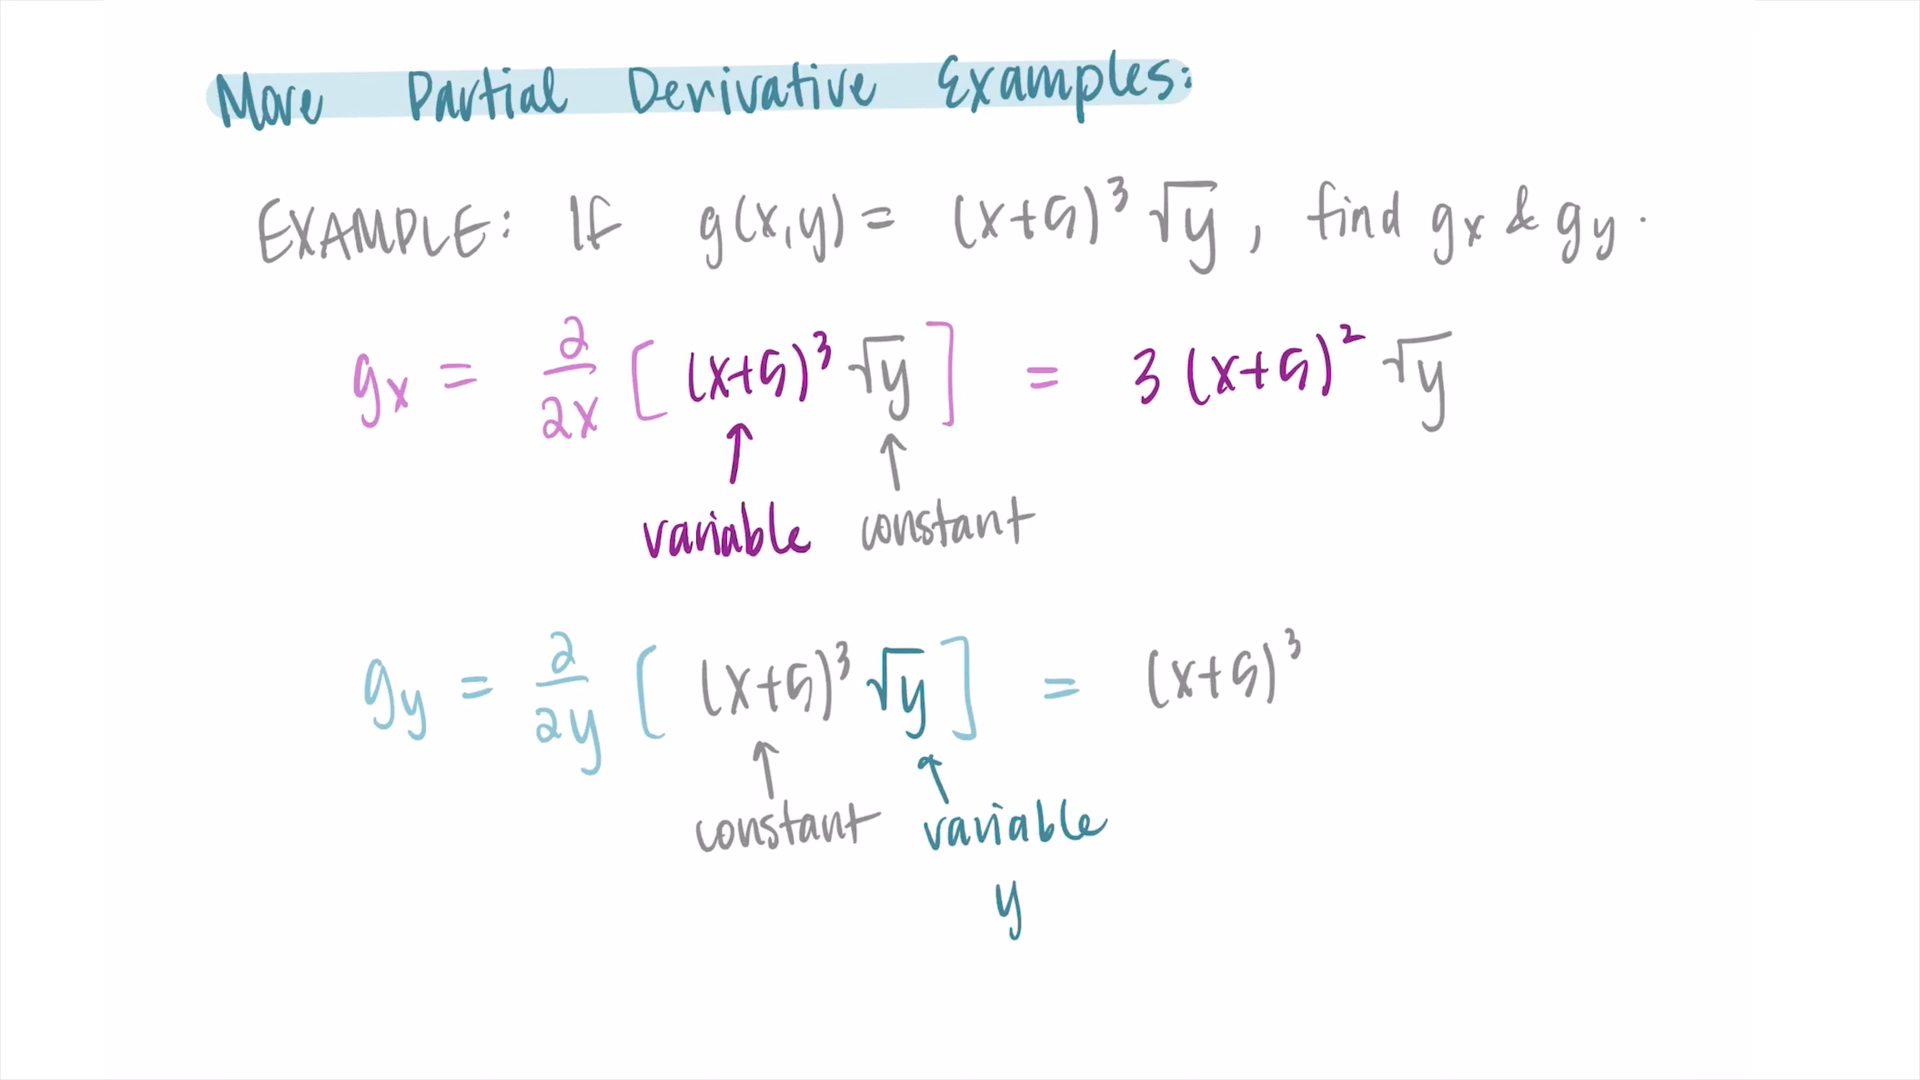 More Partial Derivative Examples:
EXAMPLE: If g(x,y) = (x+5)³ √y, find gx & gy.
gx = ∂/∂x [(x+5)³ √y] = 3(x+5)² √y
↑ ↑
variable constant
gy = ∂/∂y [(x+5)³ √y] = (x+5)³
↑ ↑
constant variable
y